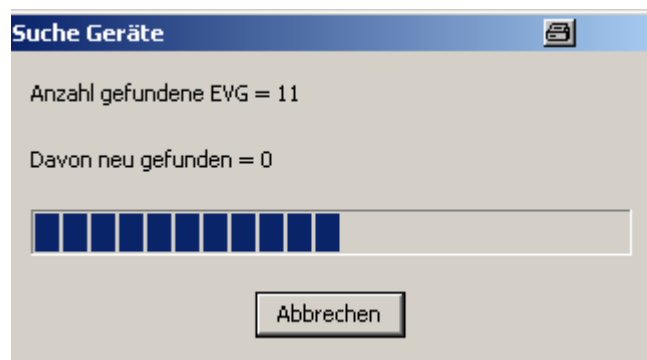 Suche Geräte
Anzahl gefundene EVG = 11
Davon neu gefunden = 0
Abbrechen